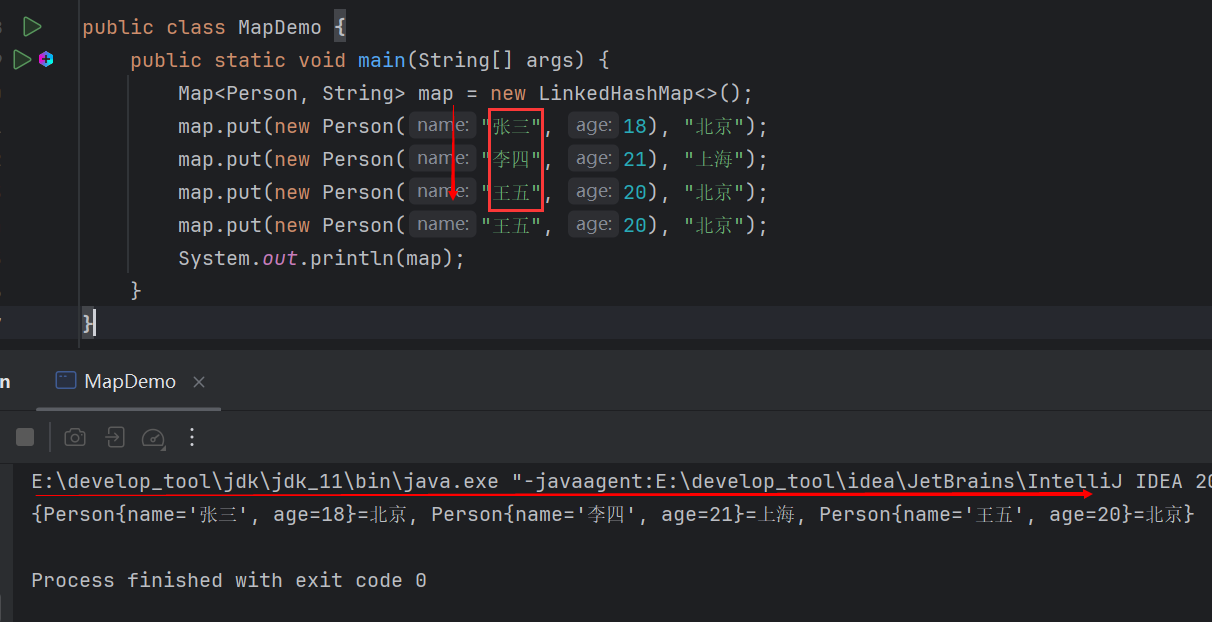 public class MapDemo {
public static void main(String[] args) {
Map<Person, String> map = new LinkedHashMap<>();
map.put(new Person( name: "张三", age: 18), "北京");
map.put(new Person( name: "李四", age: 21), "上海");
map.put(new Person( name: "王五", age: 20), "北京");
map.put(new Person( name: "王五", age: 20), "北京");
System.out.println(map);
}
}
n MapDemo ×
E:\develop_tool\jdk\jdk_11\bin\java.exe "-javaagent:E:\develop_tool\idea\JetBrains\IntelliJ IDEA 20
{Person{name='张三', age=18}=北京, Person{name='李四', age=21}=上海, Person{name='王五', age=20}=北京}
Process finished with exit code 0